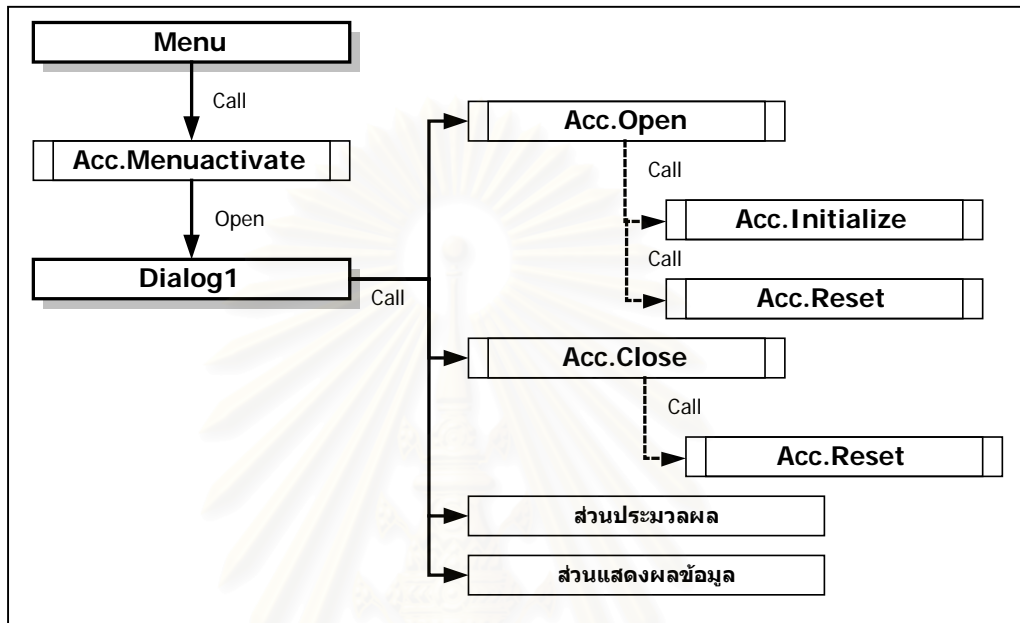 Menu
Call
Acc.Menuactivate
Open
Dialog1
Call
Acc.Open
Call
Acc.Initialize
Call
Acc.Reset
Acc.Close
Call
Acc.Reset
ส่วนประมวลผล
ส่วนแสดงผลข้อมูล